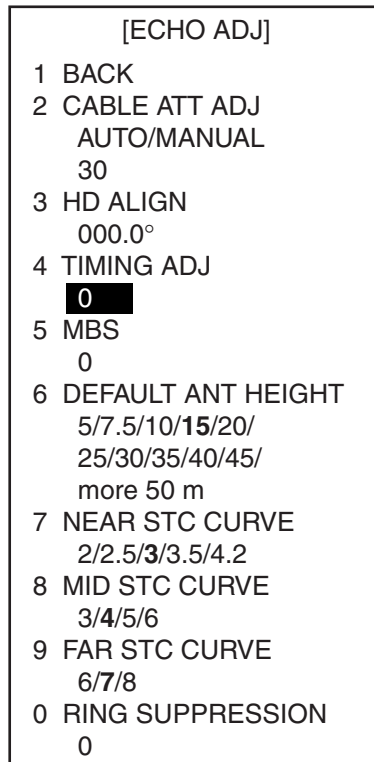 [ECHO ADJ]
1 BACK
2 CABLE ATT ADJ
AUTO/MANUAL
30
3 HD ALIGN
000.0°
4 TIMING ADJ
0
5 MBS
0
6 DEFAULT ANT HEIGHT
5/7.5/10/15/20/
25/30/35/40/45/
more 50 m
7 NEAR STC CURVE
2/2.5/3/3.5/4.2
8 MID STC CURVE
3/4/5/6
9 FAR STC CURVE
6/7/8
0 RING SUPPRESSION
0